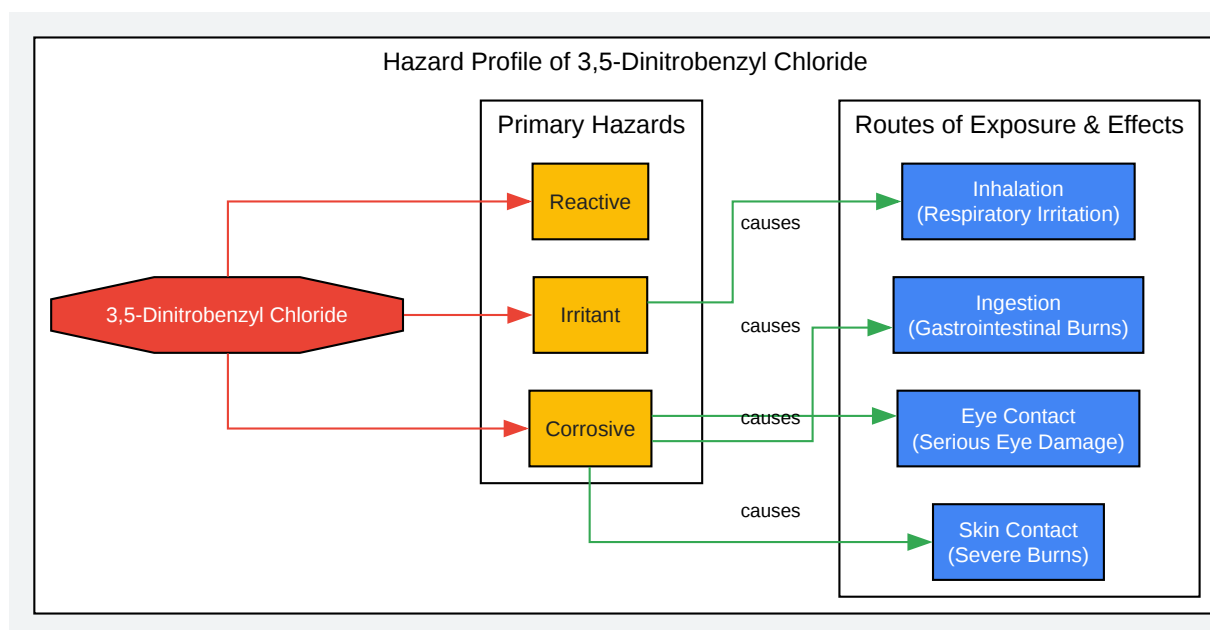 Hazard Profile of 3,5-Dinitrobenzyl Chloride
Primary Hazards
Routes of Exposure & Effects
3,5-Dinitrobenzyl Chloride
Reactive
Irritant
Corrosive
causes
causes
causes
causes
Inhalation
(Respiratory Irritation)
Ingestion
(Gastrointestinal Burns)
Eye Contact
(Serious Eye Damage)
Skin Contact
(Severe Burns)